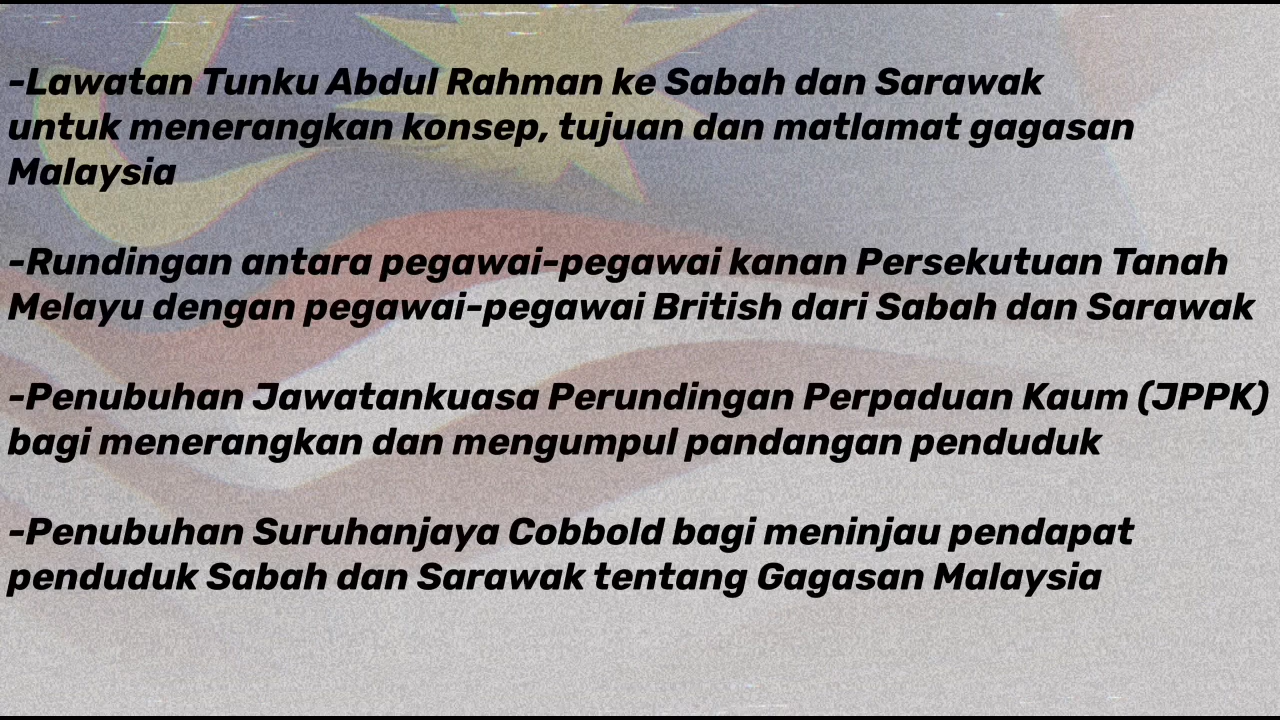 -Lawatan Tunku Abdul Rahman ke Sabah dan Sarawak
untuk menerangkan konsep, tujuan dan matlamat gagasan
Malaysia
-Rundingan antara pegawai-pegawai kanan Persekutuan Tanah
Melayu dengan pegawai-pegawai British dari Sabah dan Sarawak
-Penubuhan Jawatankuasa Perundingan Perpaduan Kaum (JPPK)
bagi menerangkan dan mengumpul pandangan penduduk
-Penubuhan Suruhanjaya Cobbold bagi meninjau pendapat
penduduk Sabah dan Sarawak tentang Gagasan Malaysia